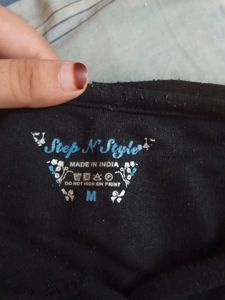 Step N Style
MADE IN INDIA
DO NOT IRON ON PRINT
M